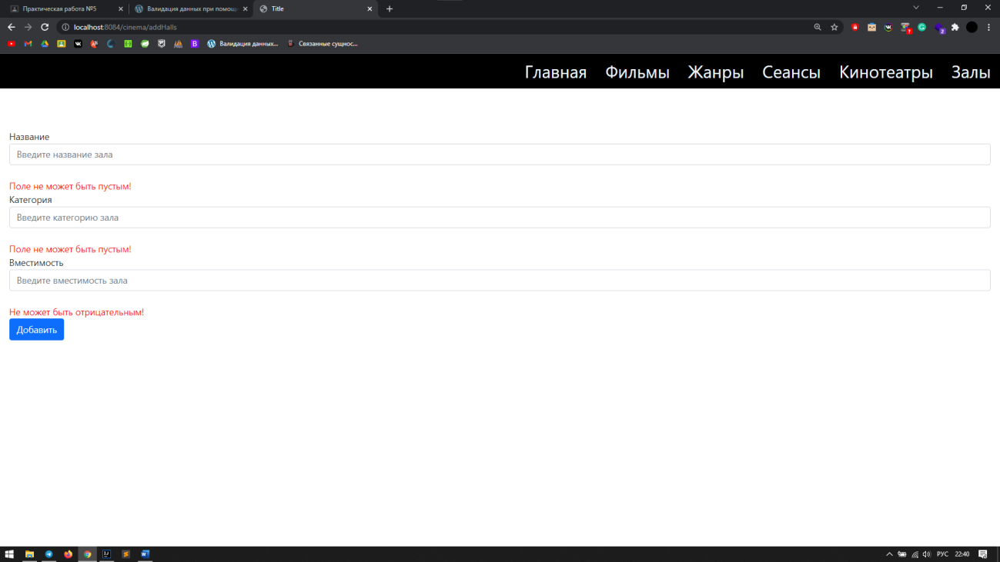 Практическая работа №5
Валидация данных при помощи
Title
localhost:8084/cinema/addHalls
Валидация данных...
Связанные сущнос...
Главная Фильмы Жанры Сеансы Кинотеатры Залы
Название
Введите название зала
Поле не может быть пустым!
Категория
Введите категорию зала
Поле не может быть пустым!
Вместимость
Введите вместимость зала
Не может быть отрицательным!
Добавить
РУС 22:40